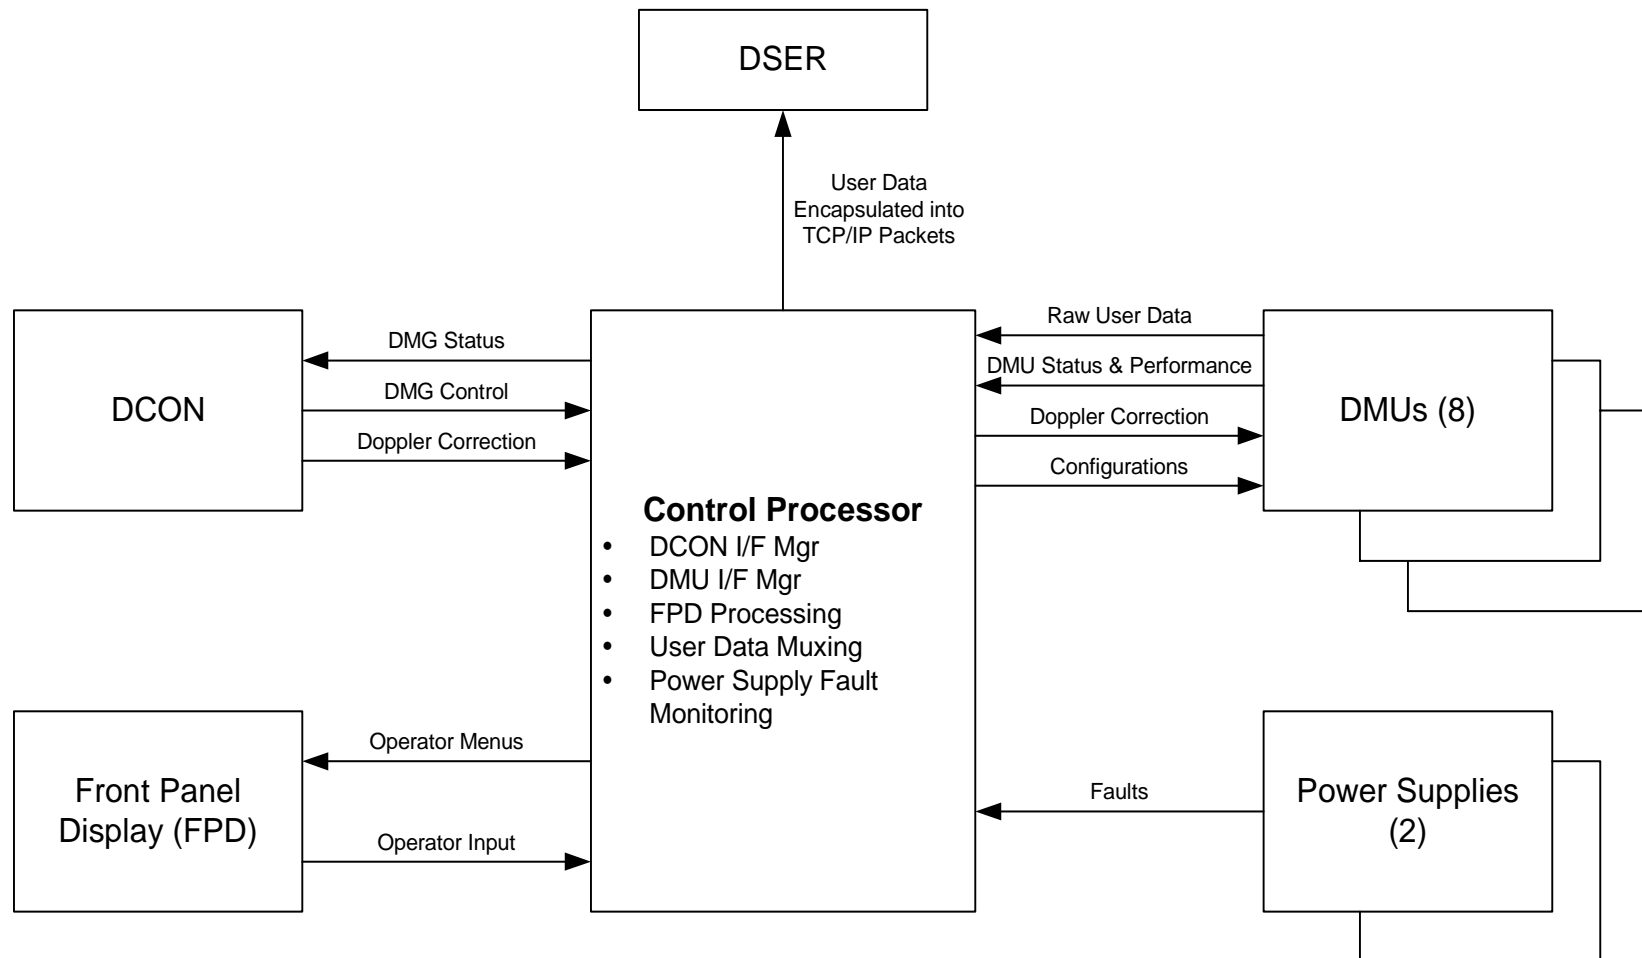 DSER
User Data
Encapsulated into
TCP/IP Packets
DCON
DMG Status
DMG Control
Doppler Correction
Control Processor
• DCON I/F Mgr
• DMU I/F Mgr
• FPD Processing
• User Data Muxing
• Power Supply Fault
Monitoring
Raw User Data
DMU Status & Performance
Doppler Correction
Configurations
DMUs (8)
Front Panel
Display (FPD)
Operator Menus
Operator Input
Faults
Power Supplies
(2)